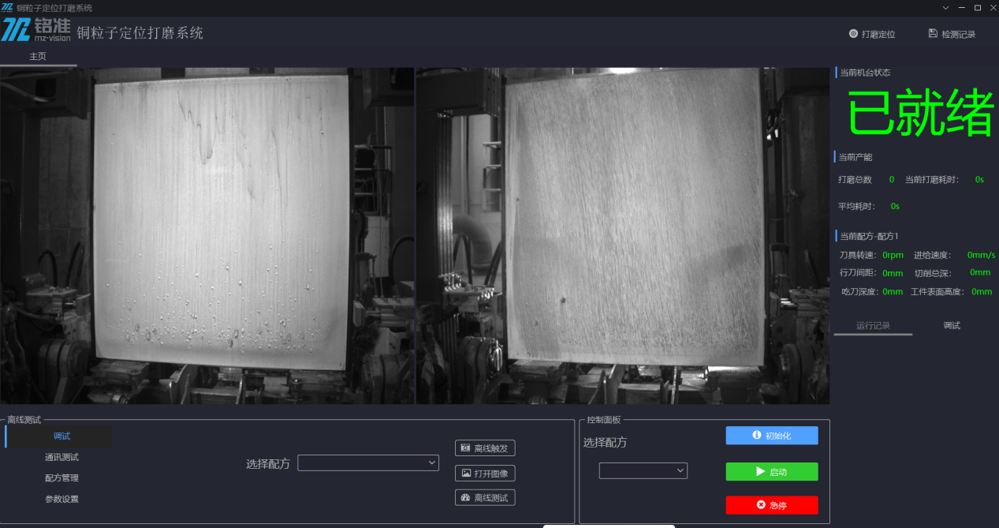 铜粒子定位打磨系统
铭准
mz-vision
铜粒子定位打磨系统
打磨定位 检测记录
主页
当前机台状态
已就绪
当前产能
打磨总数 0 当前打磨耗时: 0s
平均耗时: 0s
当前配方-配方1
刀具转速: 0rpm 进给速度: 0mm/s
行刀间距: 0mm 切削总深: 0mm
吃刀深度: 0mm 工件表面高度: 0mm
运行记录 调试
离线测试
调试
通讯测试
配方管理
参数设置
选择配方
离线触发
打开图像
离线测试
控制面板
选择配方
初始化
启动
急停